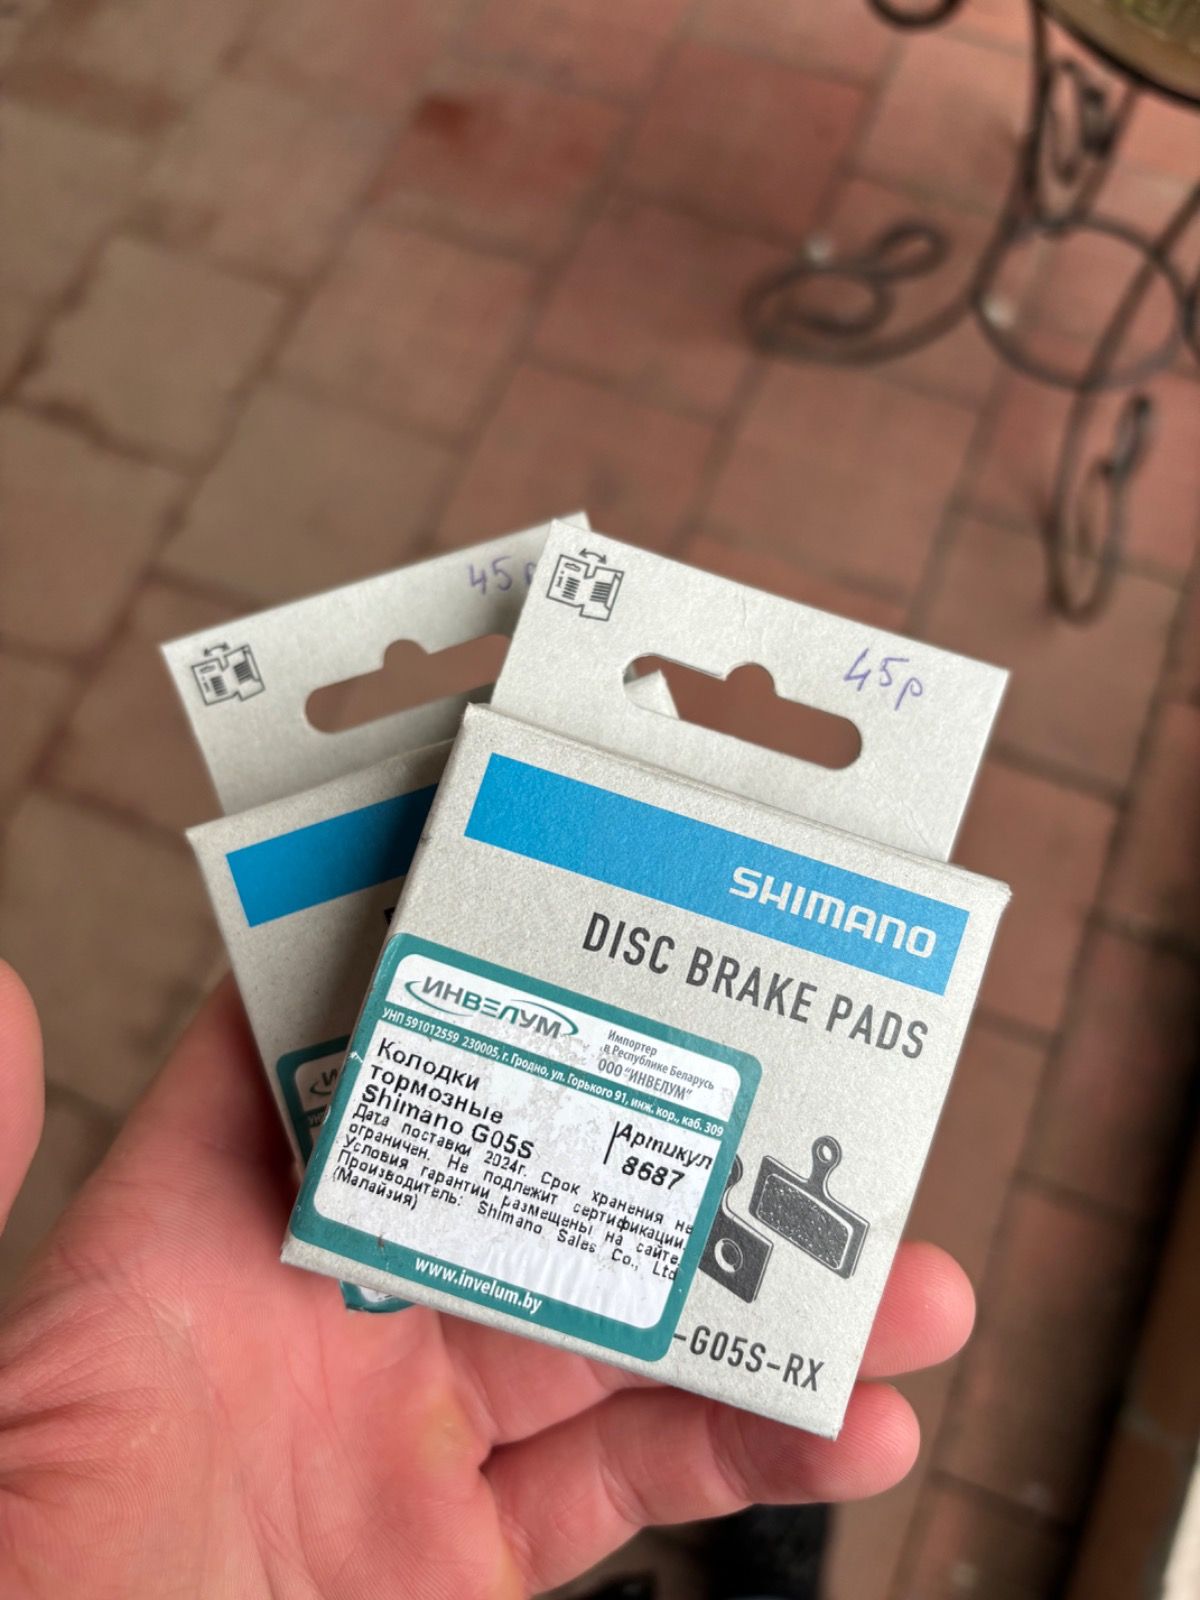 45
45р
SHIMANO
DISC BRAKE PADS
ИНВЕЛУМ
Импортер
в Республике Беларусь
ООО "ИНВЕЛУМ"
УНП 591012559 230005, г. Гродно, ул. Горького 91, инж. кор., каб. 309
Колодки
тормозные
Shimano G05S
Артикул
8687
Дата поставки 2024г. Срок хранения не
ограничен. Не подлежит сертификации.
Условия гарантии размещены на сайте.
Производитель: Shimano Sales Co., Ltd
(Малайзия)
www.invelum.by
-G05S-RX